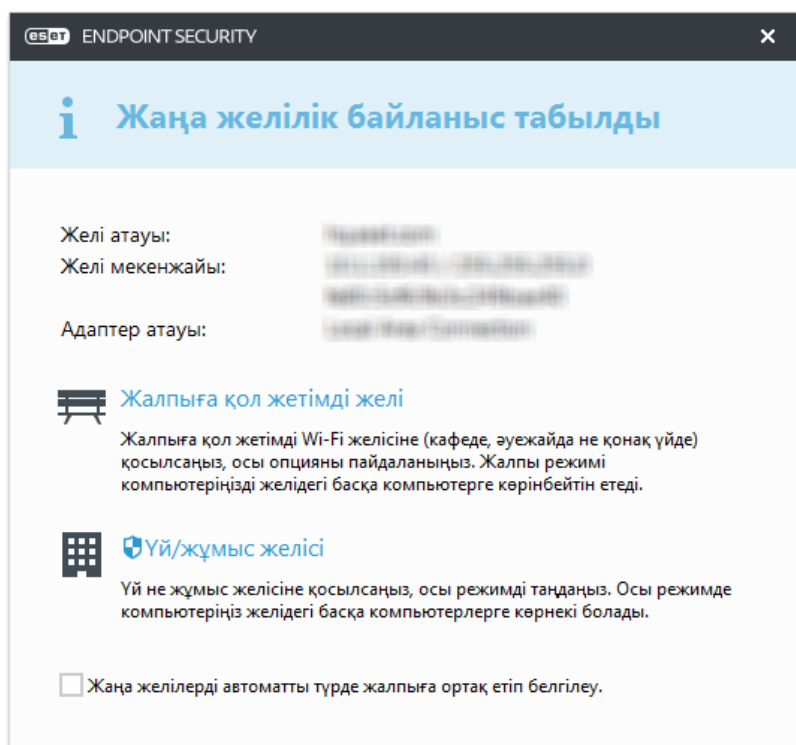 eset ENDPOINT SECURITY
Жаңа желілік байланыс табылды
Желі атауы:
Желі мекенжайы:
Адаптер атауы:
Жалпыға қол жетімді желі
Жалпыға қол жетімді Wi-Fi желісіне (кафеде, әуежайда не қонақ үйде)
қосылсаңыз, осы опцияны пайдаланыңыз. Жалпы режимі
компьютеріңізді желідегі басқа компьютерге көрінбейтін етеді.
Үй/жұмыс желісі
Үй не жұмыс желісіне қосылсаңыз, осы режимді таңдаңыз. Осы режимде
компьютеріңіз желідегі басқа компьютерлерге көрнекі болады.
Жаңа желілерді автоматты түрде жалпыға ортақ етіп белгілеу.